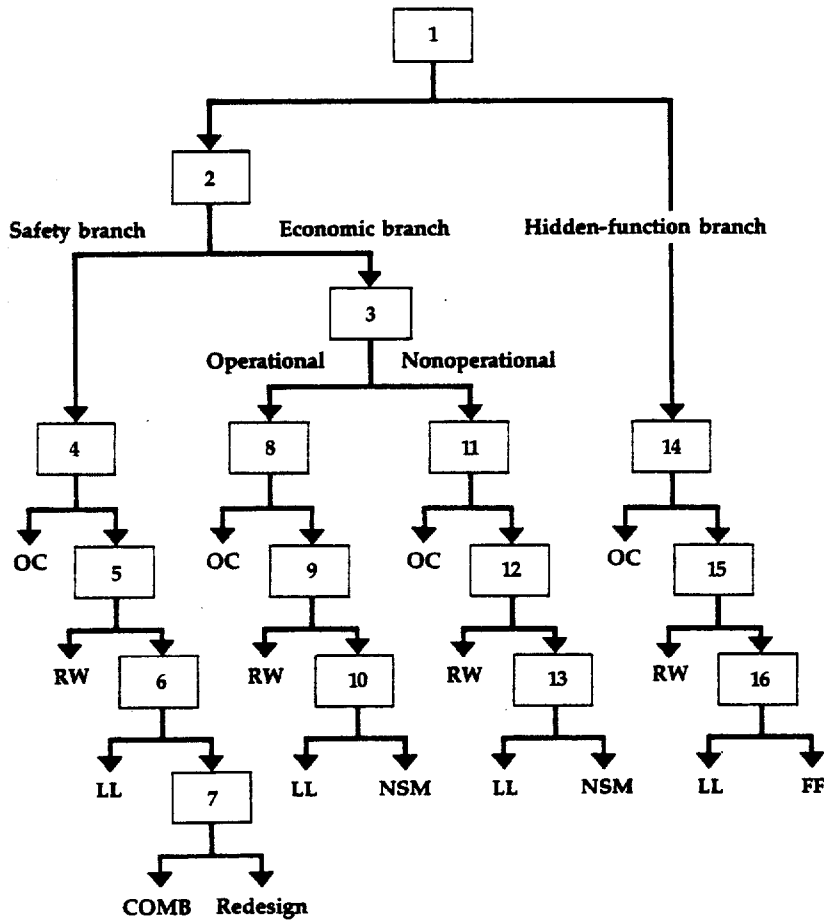 1
2
Safety branch Economic branch Hidden-function branch
3
Operational Nonoperational
4 8 11 14
OC OC OC OC
5 9 12 15
RW RW RW RW
6 10 13 16
LL LL NSM LL NSM LL FF
7
COMB Redesign